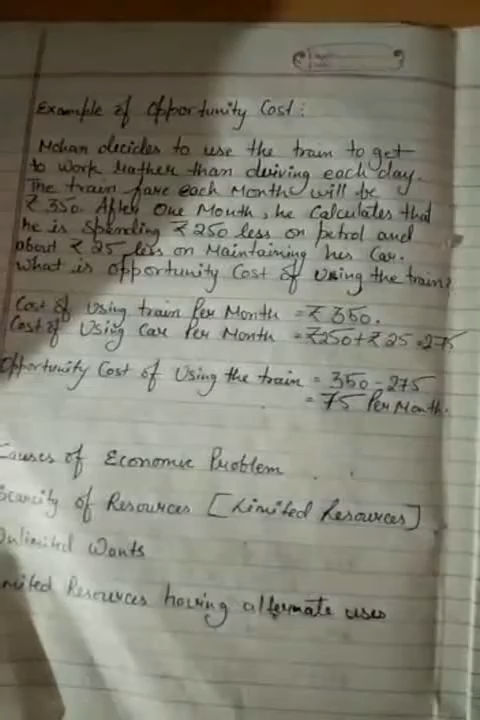 Example of Opportunity Cost:
Mohan decides to use the train to get
to work rather than driving each day.
The train fare each Month will be
₹ 350. After One Month, he Calculates that
he is Spending ₹ 250 less on petrol and
about ₹ 25 less on Maintaining his Car.
What is Opportunity Cost of Using the train?
Cost of Using train Per Month = ₹ 350.
Cost of Using Car Per Month = ₹250+₹25=275
Opportunity Cost of Using the train = 350-275
= 75 Per Month.
Causes of Economic Problem
Scarcity of Resources [Limited Resources]
Unlimited Wants
Limited Resources having alternate uses